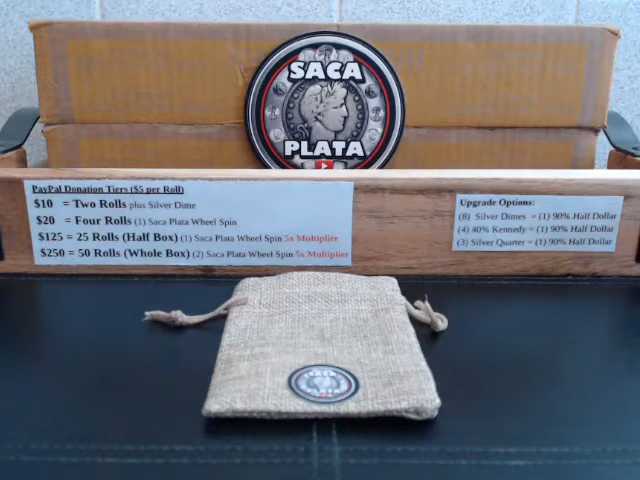 SACA
PLATA
PayPal Donation Tiers ($5 per Roll)
$10 = Two Rolls plus Silver Dime
$20 = Four Rolls (1) Saca Plata Wheel Spin
$125 = 25 Rolls (Half Box) (1) Saca Plata Wheel Spin 5x Multiplier
$250 = 50 Rolls (Whole Box) (2) Saca Plata Wheel Spin 5x Multiplier
Upgrade Options:
(8) Silver Dimes = (1) 90% Half Dollar
(4) 40% Kennedy = (1) 90% Half Dollar
(3) Silver Quarter = (1) 90% Half Dollar
PLATA